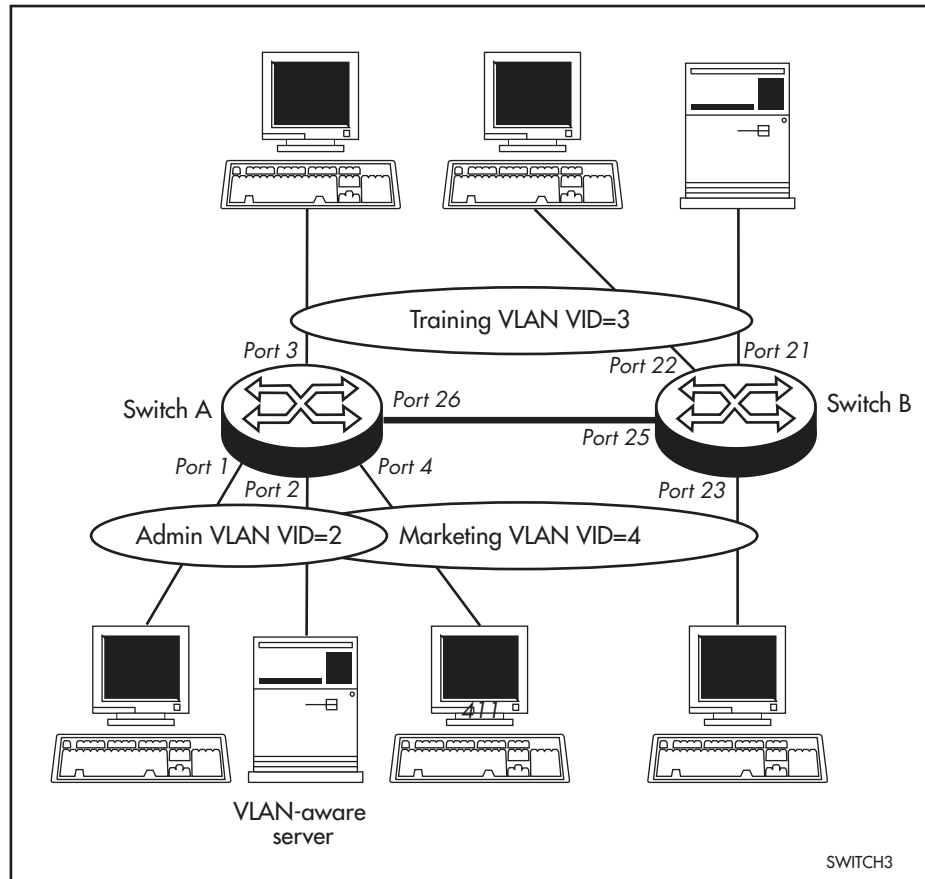 Training VLAN VID=3
Port 3
Port 22
Port 21
Switch A
Port 26
Switch B
Port 25
Port 1
Port 2
Port 4
Port 23
Admin VLAN VID=2
Marketing VLAN VID=4
411
VLAN-aware
server
SWITCH3